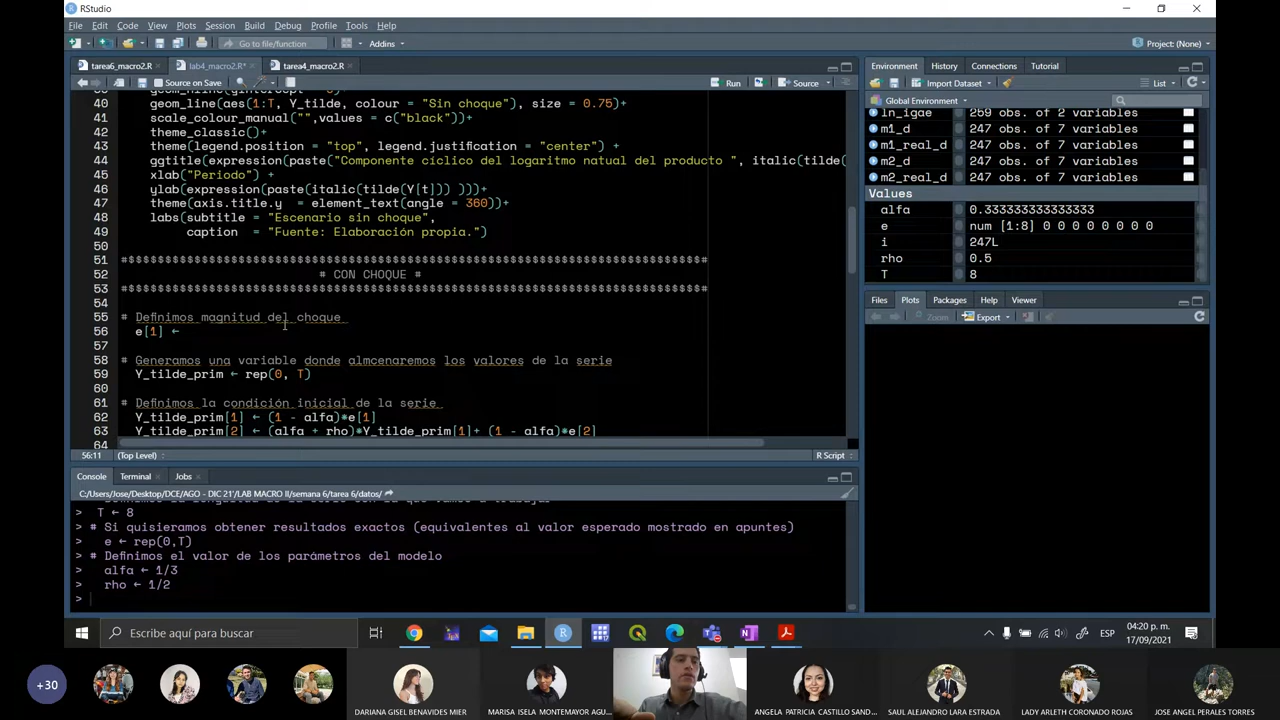 RStudio
File Edit Code View Plots Session Build Debug Profile Tools Help
Go to file/function Addins Project: (None)
tarea6_macro2.R lab4_macro2.R* tarea4_macro2.R
Source on Save Run Source
40 geom_line(aes(1:T, Y_tilde, colour = "Sin choque"), size = 0.75)+
41 scale_colour_manual("",values = c("black"))+
42 theme_classic()+
43 theme(legend.position = "top", legend.justification = "center") +
44 ggtitle(expression(paste("Componente cíclico del logaritmo natual del producto ", italic(tilde(
45 xlab("Periodo") +
46 ylab(expression(paste(italic(tilde(Y[t])) )))+
47 theme(axis.title.y = element_text(angle = 360))+
48 labs(subtitle = "Escenario sin choque",
49 caption = "Fuente: Elaboración propia.")
50
51 #$$$$$$$$$$$$$$$$$$$$$$$$$$$$$$$$$$$$$$$$$$$$$$$$$$$$$$$$$$$$$$$$$$$$$$$$$$$$$$#
52 # CON CHOQUE #
53 #$$$$$$$$$$$$$$$$$$$$$$$$$$$$$$$$$$$$$$$$$$$$$$$$$$$$$$$$$$$$$$$$$$$$$$$$$$$$$$#
54
55 # Definimos magnitud del choque
56 e[1] ←
57
58 # Generamos una variable donde almcenaremos los valores de la serie
59 Y_tilde_prim ← rep(0, T)
60
61 # Definimos la condición inicial de la serie
62 Y_tilde_prim[1] ← (1 - alfa)*e[1]
63 Y_tilde_prim[2] ← (alfa + rho)*Y_tilde_prim[1]+ (1 - alfa)*e[2]
64
56:11 (Top Level) R Script
Console Terminal Jobs
C:/Users/Jose/Desktop/DCE/AGO - DIC 21'/LAB MACRO II/semana 6/tarea 6/datos/
> T ← 8
> # Si quisieramos obtener resultados exactos (equivalentes al valor esperado mostrado en apuntes)
> e ← rep(0,T)
> # Definimos el valor de los parámetros del modelo
> alfa ← 1/3
> rho ← 1/2
>
Environment History Connections Tutorial
Import Dataset List
Global Environment
ln_igae 259 obs. of 2 variables
m1_d 247 obs. of 7 variables
m1_real_d 247 obs. of 7 variables
m2_d 247 obs. of 7 variables
m2_real_d 247 obs. of 7 variables
Values
alfa 0.333333333333333
e num [1:8] 0 0 0 0 0 0 0 0
i 247L
rho 0.5
T 8
Files Plots Packages Help Viewer
Zoom Export
Escribe aquí para buscar
ESP
04:20 p. m.
17/09/2021
+30
DARIANA GISEL BENAVIDES MIER
MARISA ISELA MONTEMAYOR AGU...
ANGELA PATRICIA CASTILLO SAND...
SAUL ALEJANDRO LARA ESTRADA
LADY ARLETH CORONADO ROJAS
JOSE ANGEL PERALES TORRES